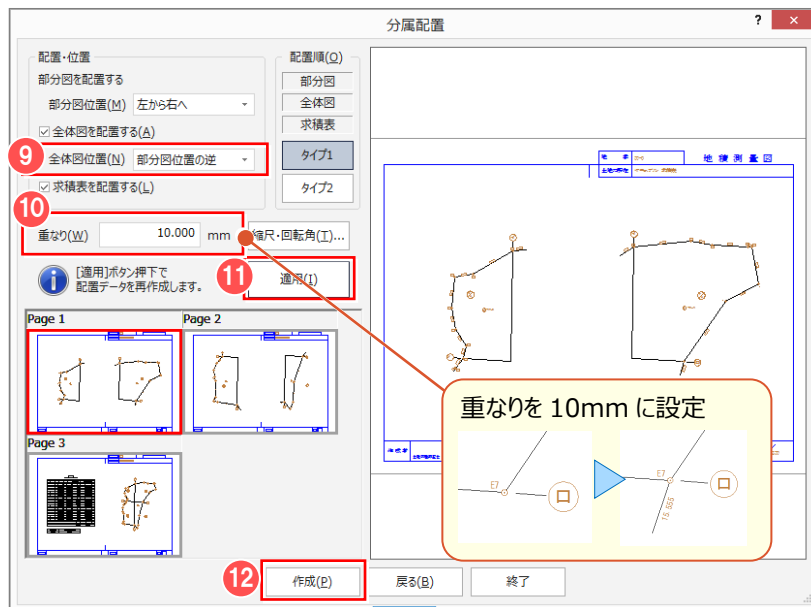 分属配置
? ×
配置・位置
部分図を配置する
部分図位置(M) 左から右へ
全体図を配置する(A)
9 全体図位置(N) 部分図位置の逆
求積表を配置する(L)
配置順(O)
部分図
全体図
求積表
タイプ1
タイプ2
10
重なり(W) 10.000 mm 縮尺・回転角(T)...
[適用]ボタン押下で
配置データを再作成します。
11 適用(I)
Page 1 Page 2
Page 3
地積測量図
重なりを 10mm に設定
E7 ロ
E7 ロ
15.555
12 作成(P) 戻る(B) 終了